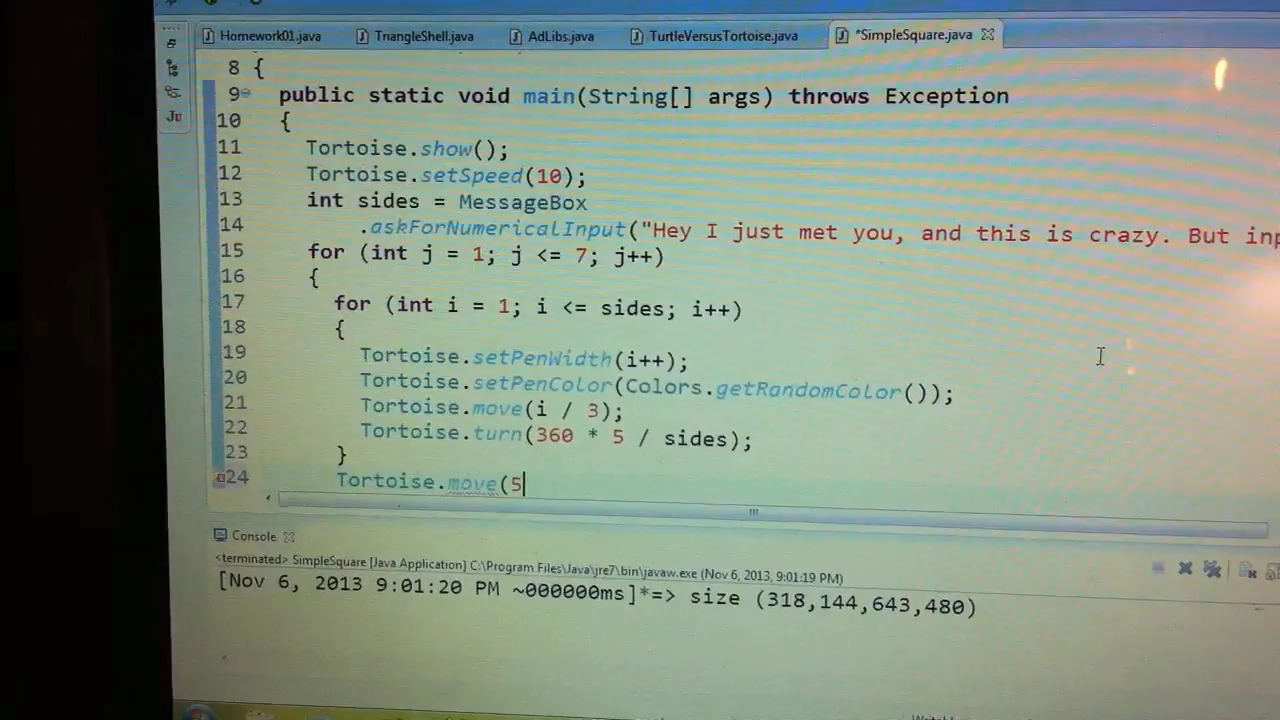 Homework01.java TriangleShell.java AdLibs.java TurtleVersusTortoise.java *SimpleSquare.java
8 {
9 public static void main(String[] args) throws Exception
10 {
11 Tortoise.show();
12 Tortoise.setSpeed(10);
13 int sides = MessageBox
14 .askForNumericalInput("Hey I just met you, and this is crazy. But inp
15 for (int j = 1; j <= 7; j++)
16 {
17 for (int i = 1; i <= sides; i++)
18 {
19 Tortoise.setPenWidth(i++);
20 Tortoise.setPenColor(Colors.getRandomColor());
21 Tortoise.move(i / 3);
22 Tortoise.turn(360 * 5 / sides);
23 }
24 Tortoise.move(5
Ju
Console
<terminated> SimpleSquare [Java Application] C:\Program Files\Java\jre7\bin\javaw.exe (Nov 6, 2013, 9:01:19 PM)
[Nov 6, 2013 9:01:20 PM ~000000ms]*=> size (318,144,643,480)